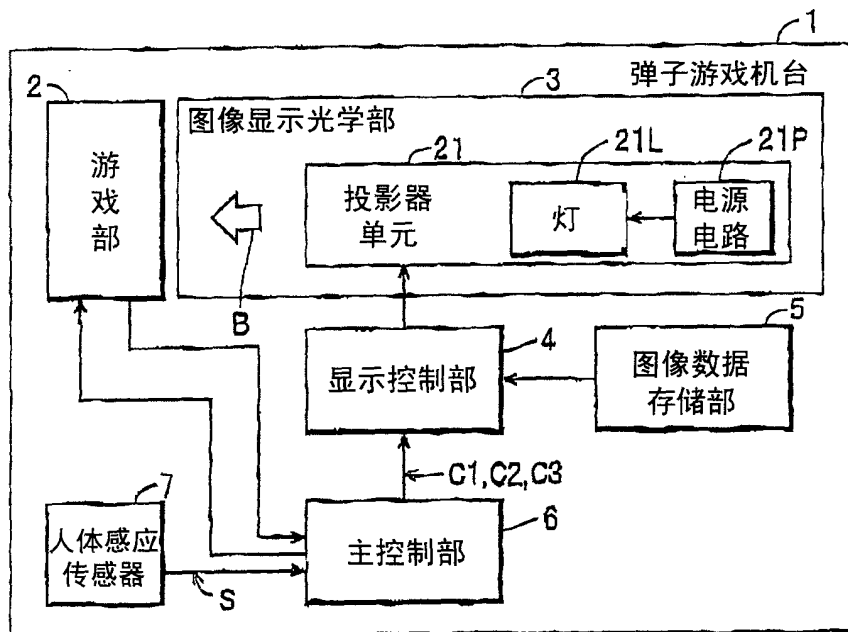 1
弹子游戏机台
2
3
图像显示光学部
游
戏
部
21
21L
21P
投影器
单元
灯
电源
电路
B
4
5
显示控制部
图像数据
存储部
C1,C2,C3
7
6
人体感应
传感器
主控制部
S